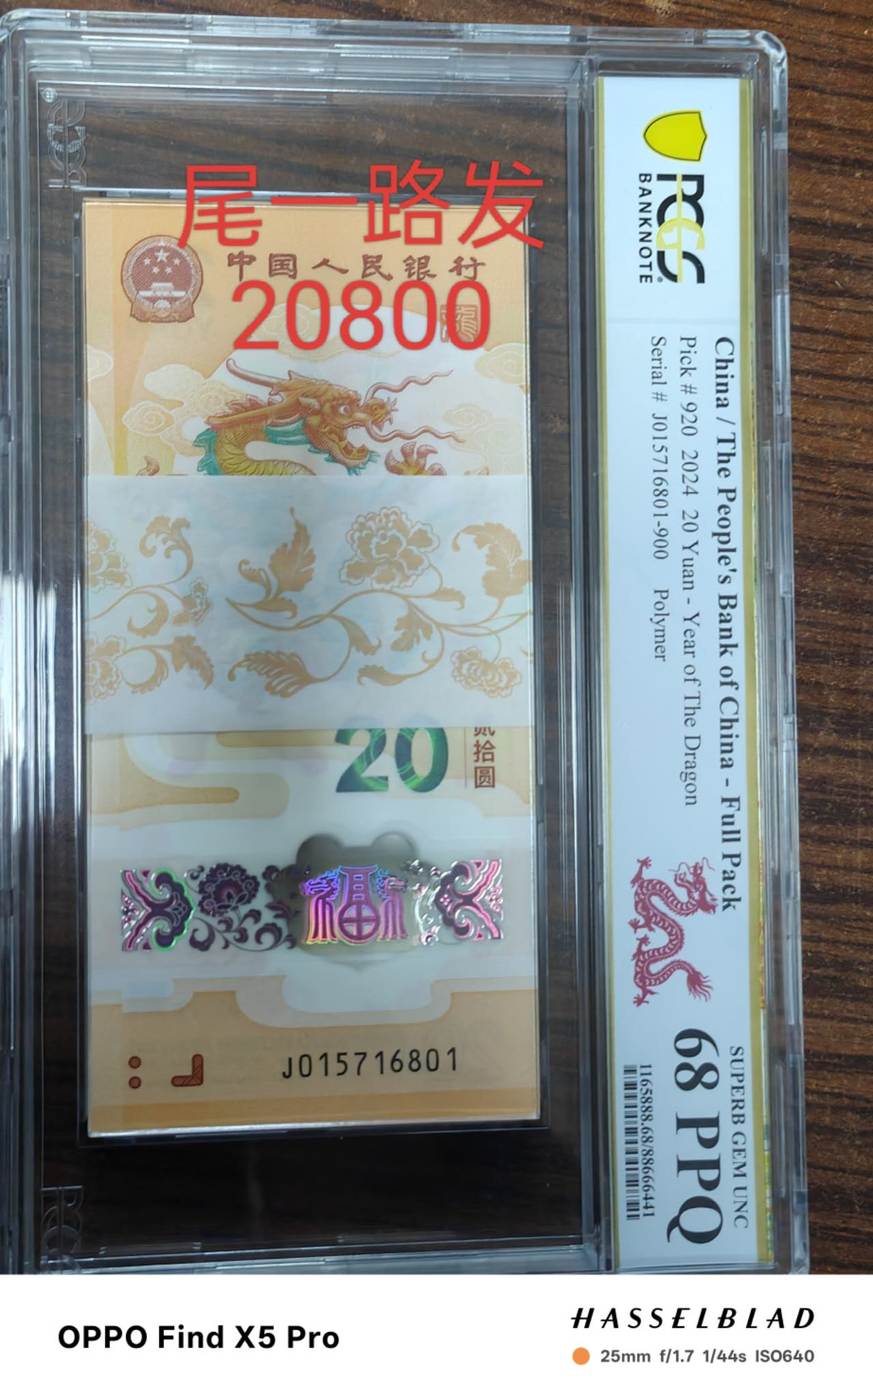 尾一路发
20800
中国人民银行
20
贰拾圆
福
J015716801
PCGS
BANKNOTE
China / The People's Bank of China - Full Pack
Pick # 920 2024 20 Yuan - Year of The Dragon
Serial # J015716801-900 Polymer
SUPERB GEM UNC
68 PPQ
1165888.68/88666441
OPPO Find X5 Pro
HASSELBLAD
25mm f/1.7 1/44s ISO640